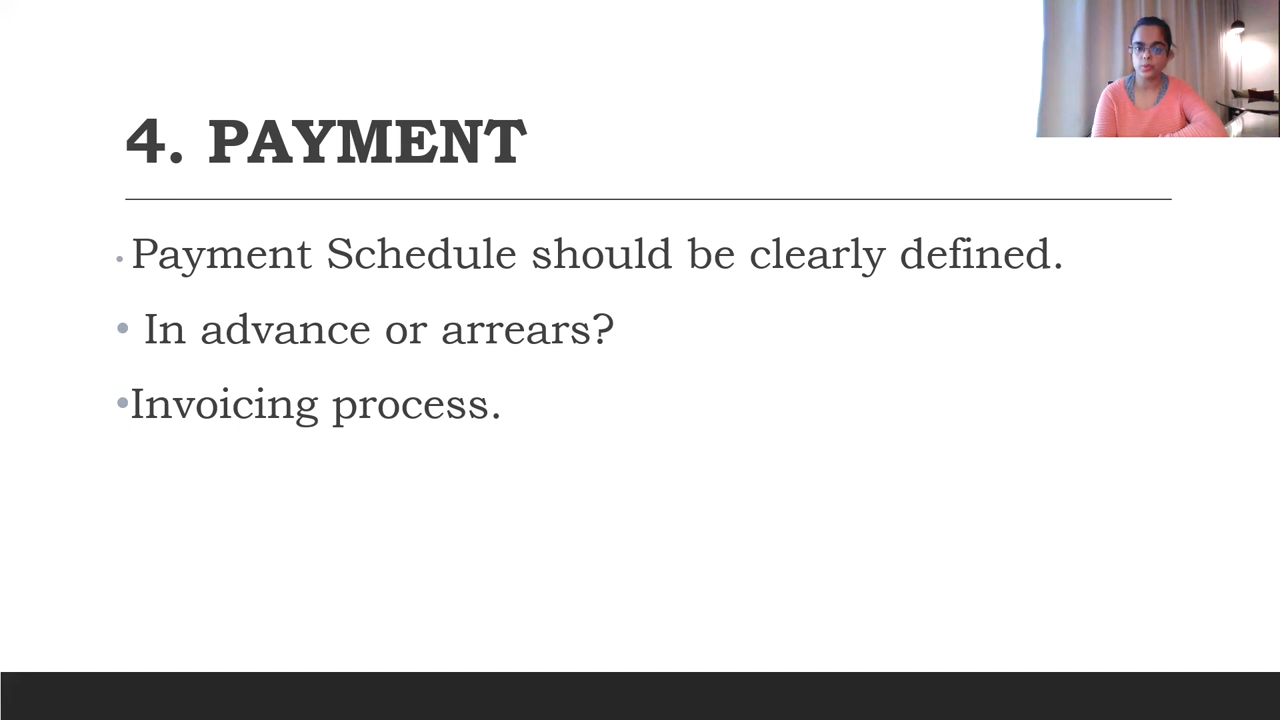 4. PAYMENT
• Payment Schedule should be clearly defined.
• In advance or arrears?
•Invoicing process.